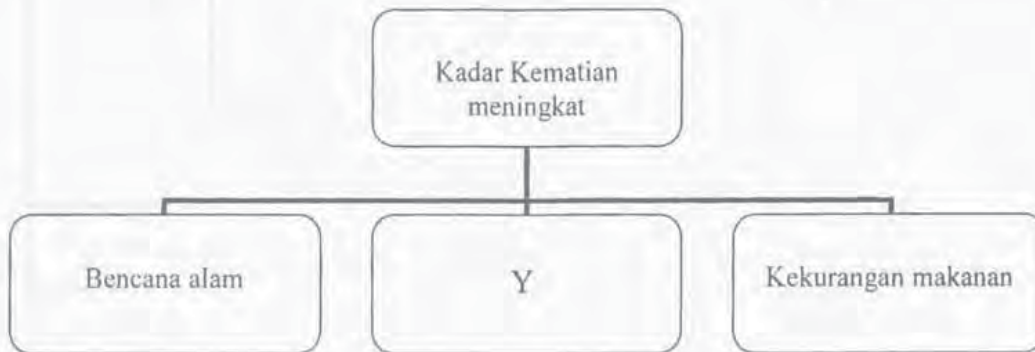 Kadar Kematian
meningkat
Bencana alam
Y
Kekurangan makanan